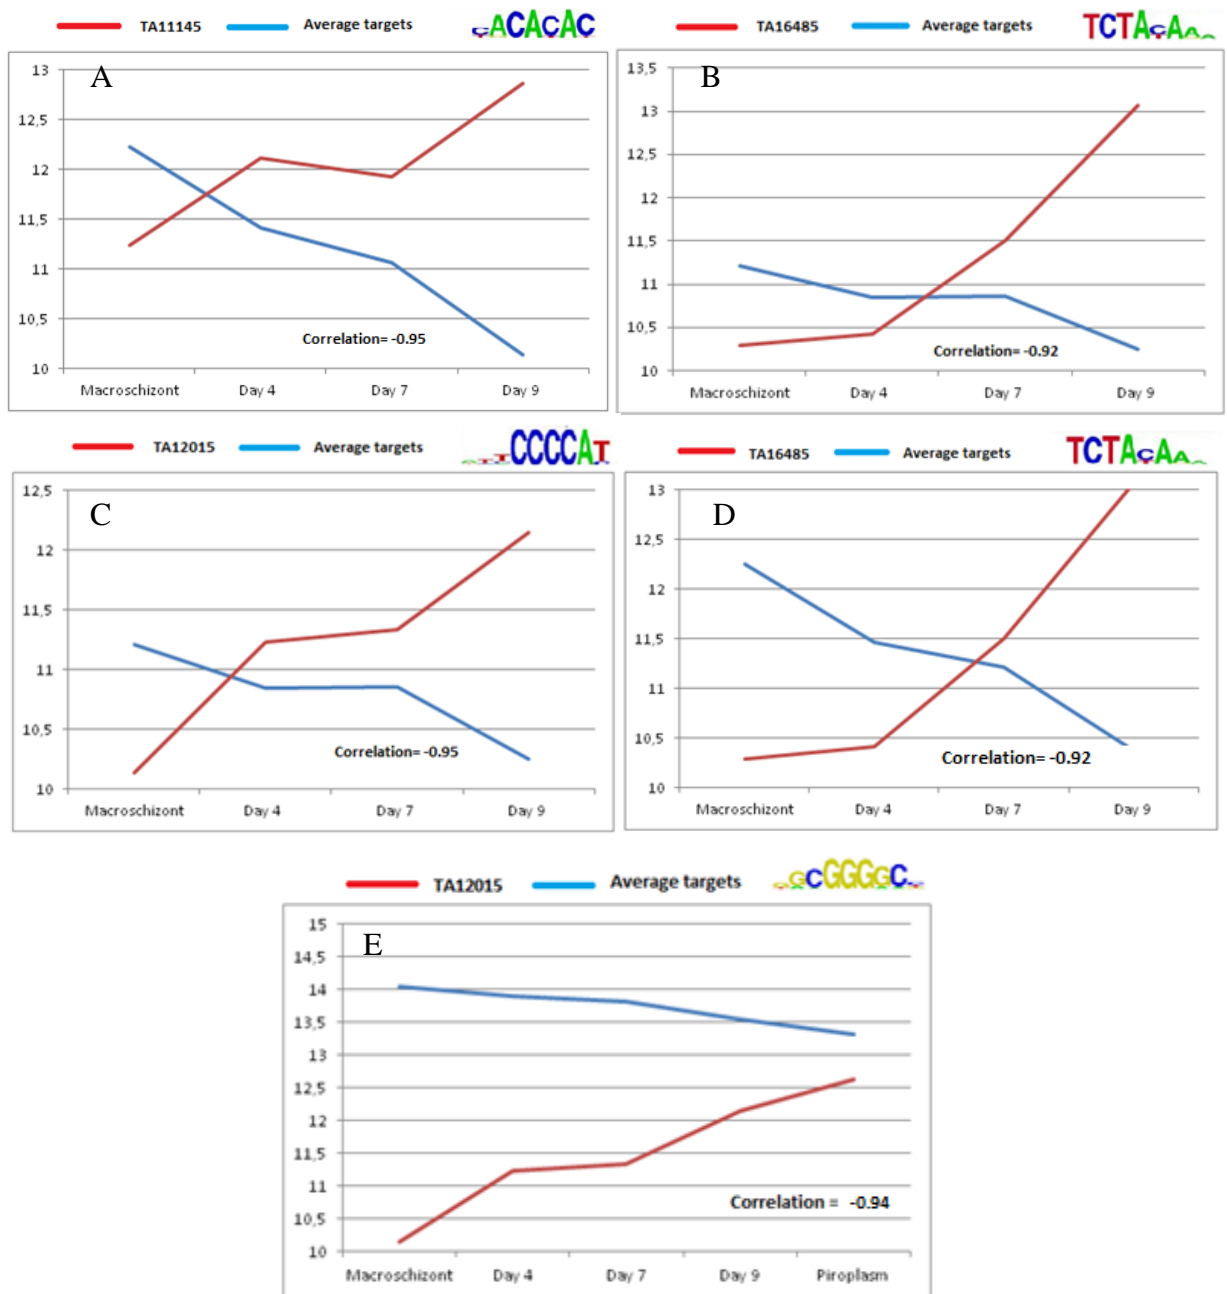 TA11145 Average targets cACACAC
A
13
12,5
12
11,5
11
10,5
10
Correlation= -0.95
Macroschizont Day 4 Day 7 Day 9
TA16485 Average targets TCTACAAA
B
13,5
13
12,5
12
11,5
11
10,5
10
Correlation= -0.92
Macroschizont Day 4 Day 7 Day 9
TA12015 Average targets TCCCCAT
C
12,5
12
11,5
11
10,5
10
Correlation= -0.95
Macroschizont Day 4 Day 7 Day 9
TA16485 Average targets TCTACAAA
D
13
12,5
12
11,5
11
10,5
10
Correlation= -0.92
Macroschizont Day 4 Day 7 Day 9
TA12015 Average targets GCGGGGC
E
15
14,5
14
13,5
13
12,5
12
11,5
11
10,5
10
Correlation = -0.94
Macroschizont Day 4 Day 7 Day 9 Piroplasm